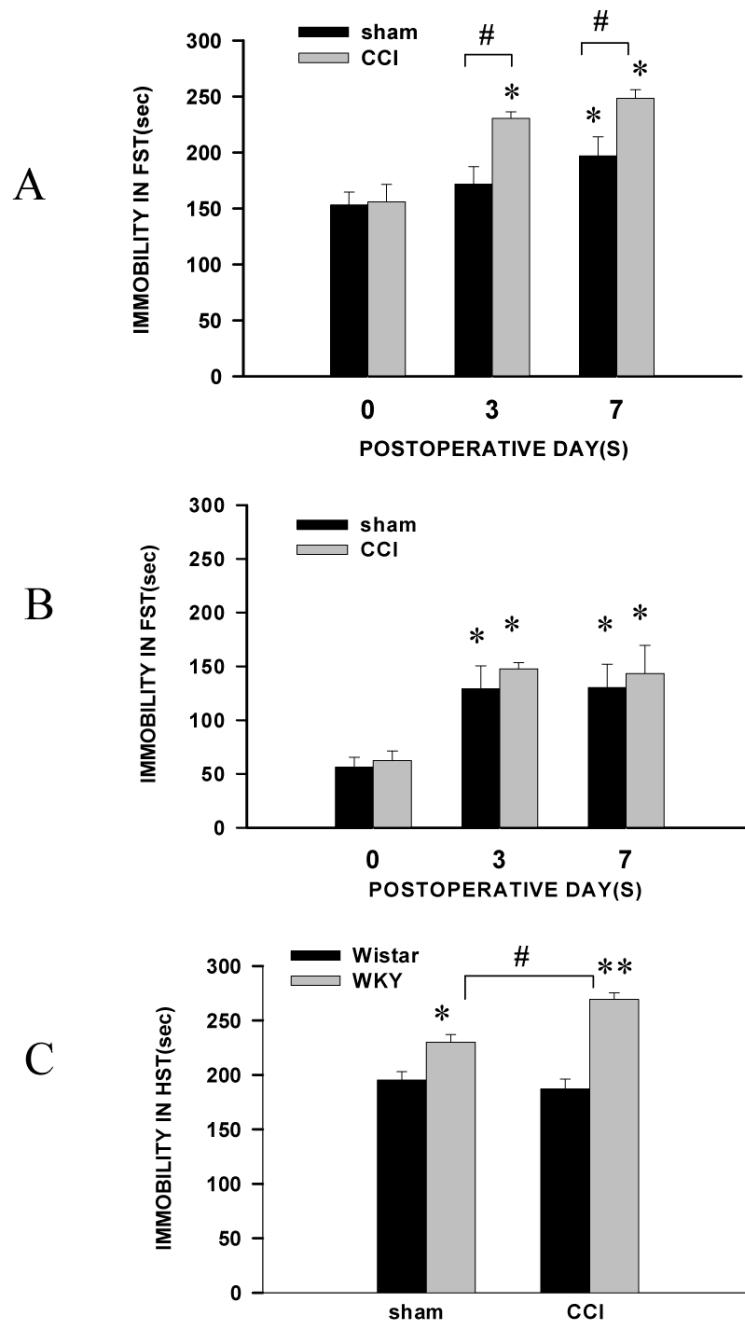 A
sham
CCI
#
#
*
*
*
300
250
200
150
100
50
0
IMMOBILITY IN FST(sec)
0 3 7
POSTOPERATIVE DAY(S)
B
sham
CCI
* * * *
300
250
200
150
100
50
0
IMMOBILITY IN FST(sec)
0 3 7
POSTOPERATIVE DAY(S)
C
Wistar
WKY
#
* **
300
250
200
150
100
50
0
IMMOBILITY IN HST(sec)
sham CCI